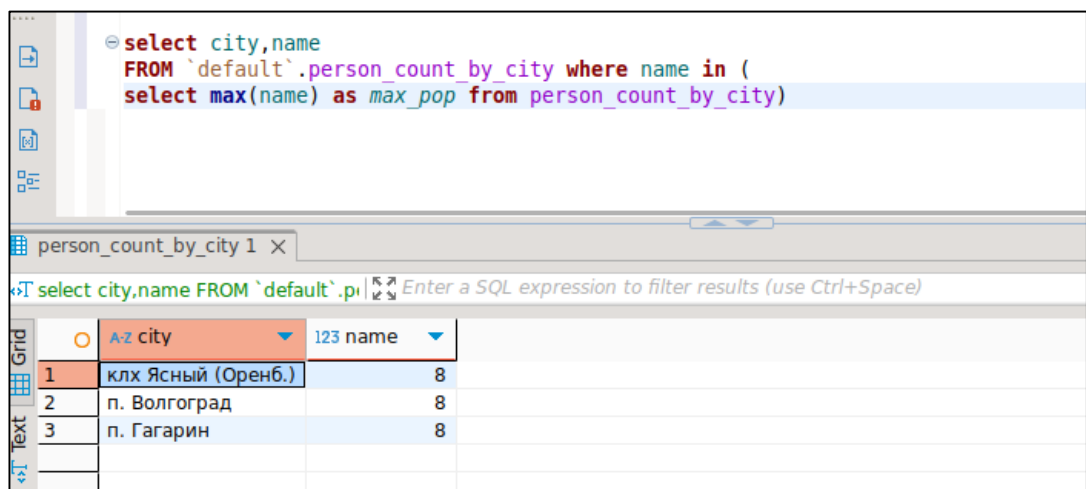 select city,name
FROM `default`.person_count_by_city where name in (
select max(name) as max_pop from person_count_by_city)
person_count_by_city 1
select city,name FROM `default`.pe
Enter a SQL expression to filter results (use Ctrl+Space)
Grid
A-Z city
123 name
1 клх Ясный (Оренб.) 8
2 п. Волгоград 8
3 п. Гагарин 8
Text